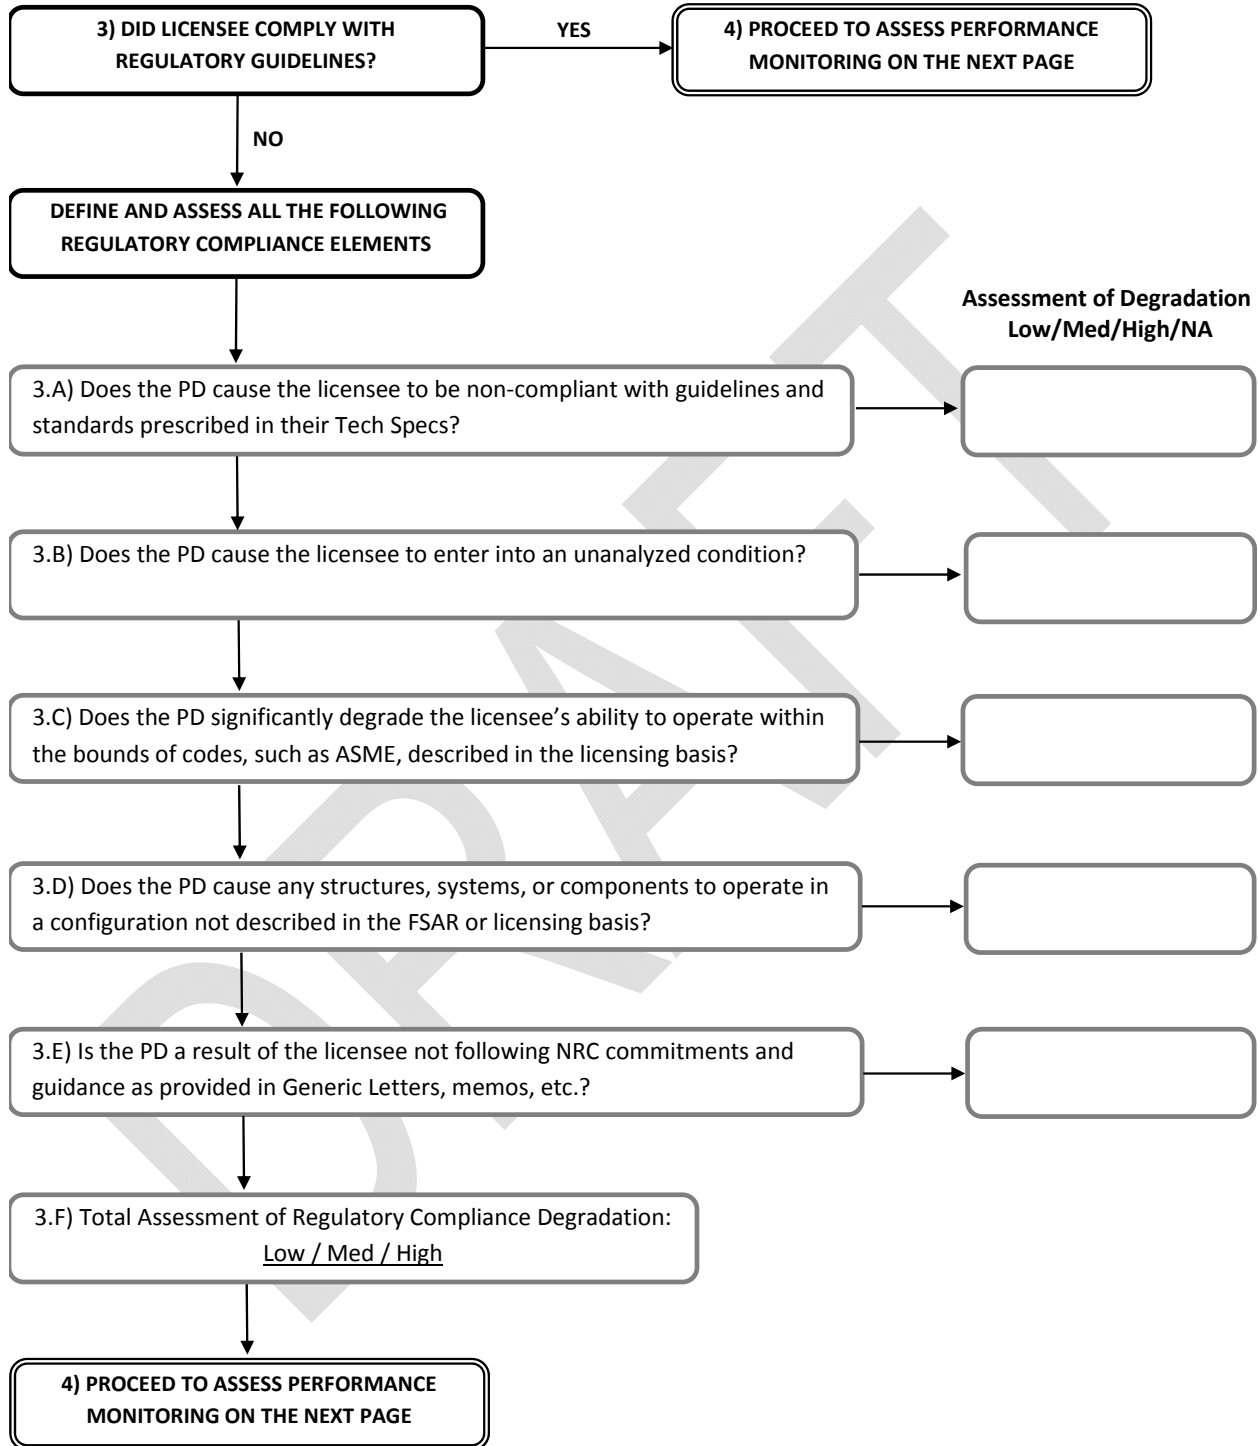 3) DID LICENSEE COMPLY WITH
REGULATORY GUIDELINES?
YES
4) PROCEED TO ASSESS PERFORMANCE
MONITORING ON THE NEXT PAGE
NO
DEFINE AND ASSESS ALL THE FOLLOWING
REGULATORY COMPLIANCE ELEMENTS
Assessment of Degradation
Low/Med/High/NA
3.A) Does the PD cause the licensee to be non-compliant with guidelines and
standards prescribed in their Tech Specs?
3.B) Does the PD cause the licensee to enter into an unanalyzed condition?
3.C) Does the PD significantly degrade the licensee’s ability to operate within
the bounds of codes, such as ASME, described in the licensing basis?
3.D) Does the PD cause any structures, systems, or components to operate in
a configuration not described in the FSAR or licensing basis?
3.E) Is the PD a result of the licensee not following NRC commitments and
guidance as provided in Generic Letters, memos, etc.?
3.F) Total Assessment of Regulatory Compliance Degradation:
Low / Med / High
4) PROCEED TO ASSESS PERFORMANCE
MONITORING ON THE NEXT PAGE
DRAFT